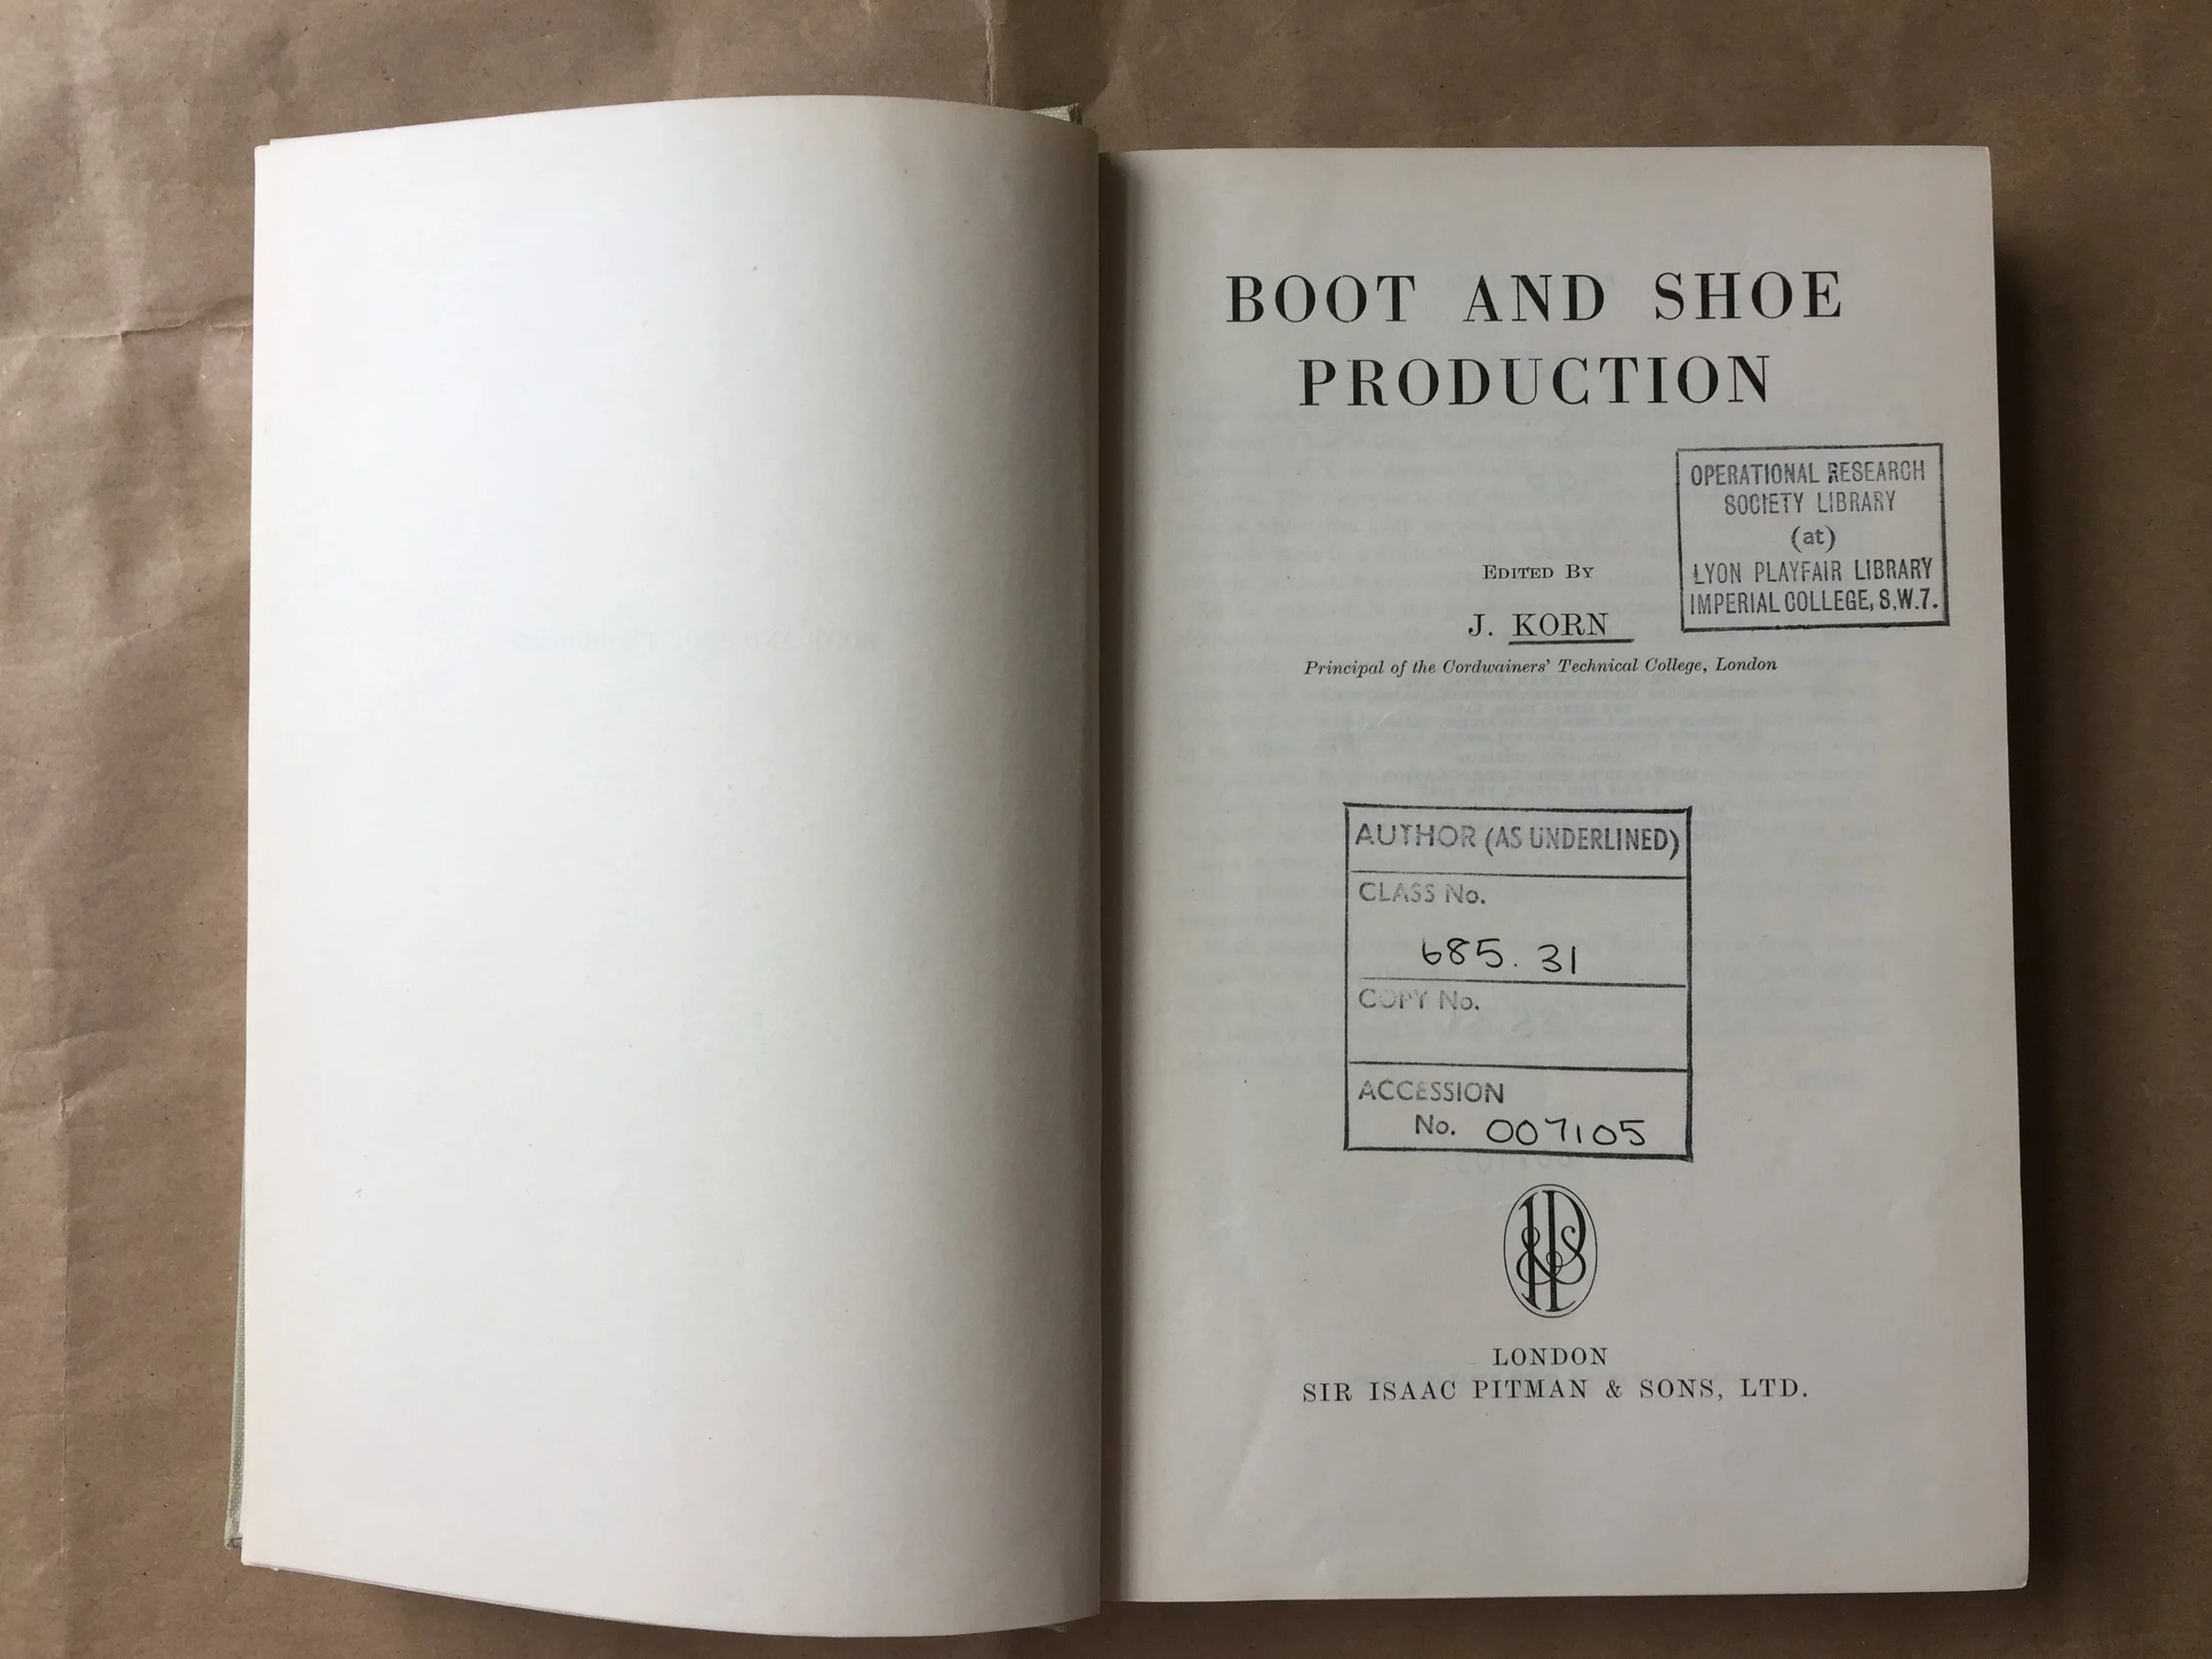 BOOT AND SHOE
PRODUCTION
OPERATIONAL RESEARCH
SOCIETY LIBRARY
(at)
LYON PLAYFAIR LIBRARY
IMPERIAL COLLEGE, S.W.7.
EDITED BY
J. KORN
Principal of the Cordwainers' Technical College, London
AUTHOR (AS UNDERLINED)
CLASS No.
685.31
COPY No.
ACCESSION
No. 007105
LONDON
SIR ISAAC PITMAN & SONS, LTD.